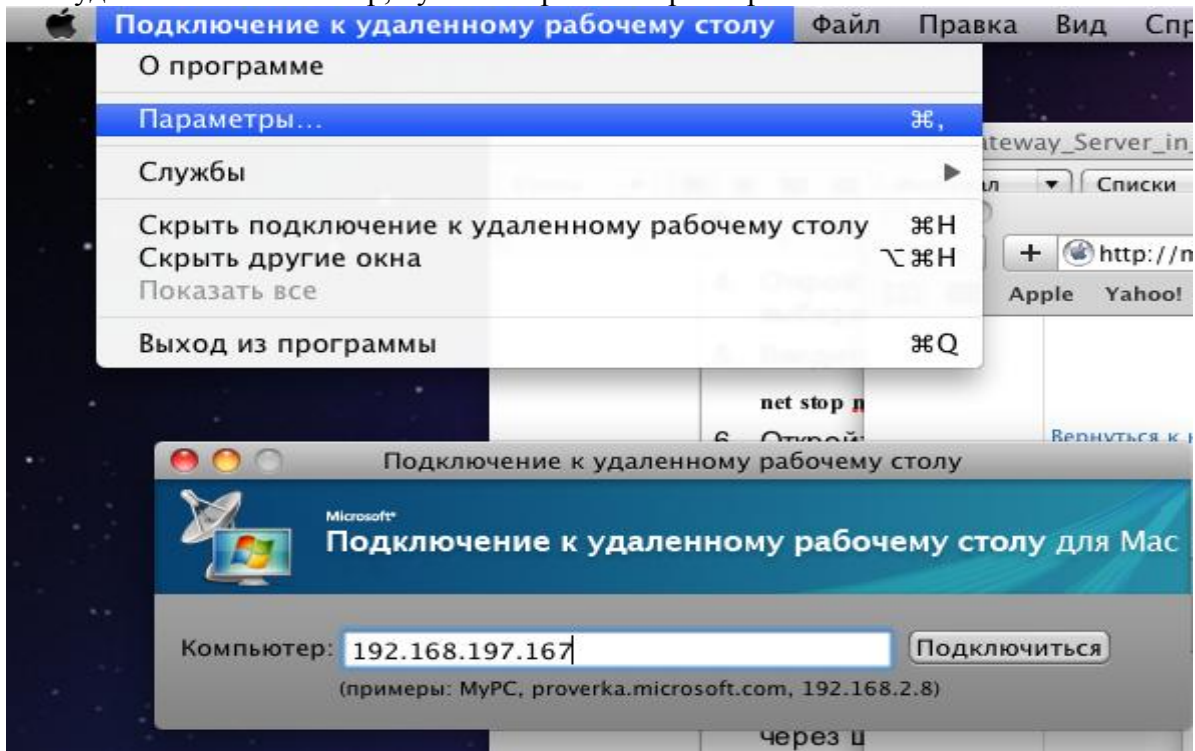 Подключение к удаленному рабочему столу Файл Правка Вид
О программе
Параметры... ⌘,
Службы
Скрыть подключение к удаленному рабочему столу ⌘H
Скрыть другие окна ⌥⌘H
Показать все
Выход из программы ⌘Q
Списки
+ http://m
Apple Yahoo!
net stop
Вернуться к
Подключение к удаленному рабочему столу
Microsoft®
Подключение к удаленному рабочему столу для Mac
Компьютер: 192.168.197.167 Подключиться
(примеры: MyPC, proverka.microsoft.com, 192.168.2.8)
через